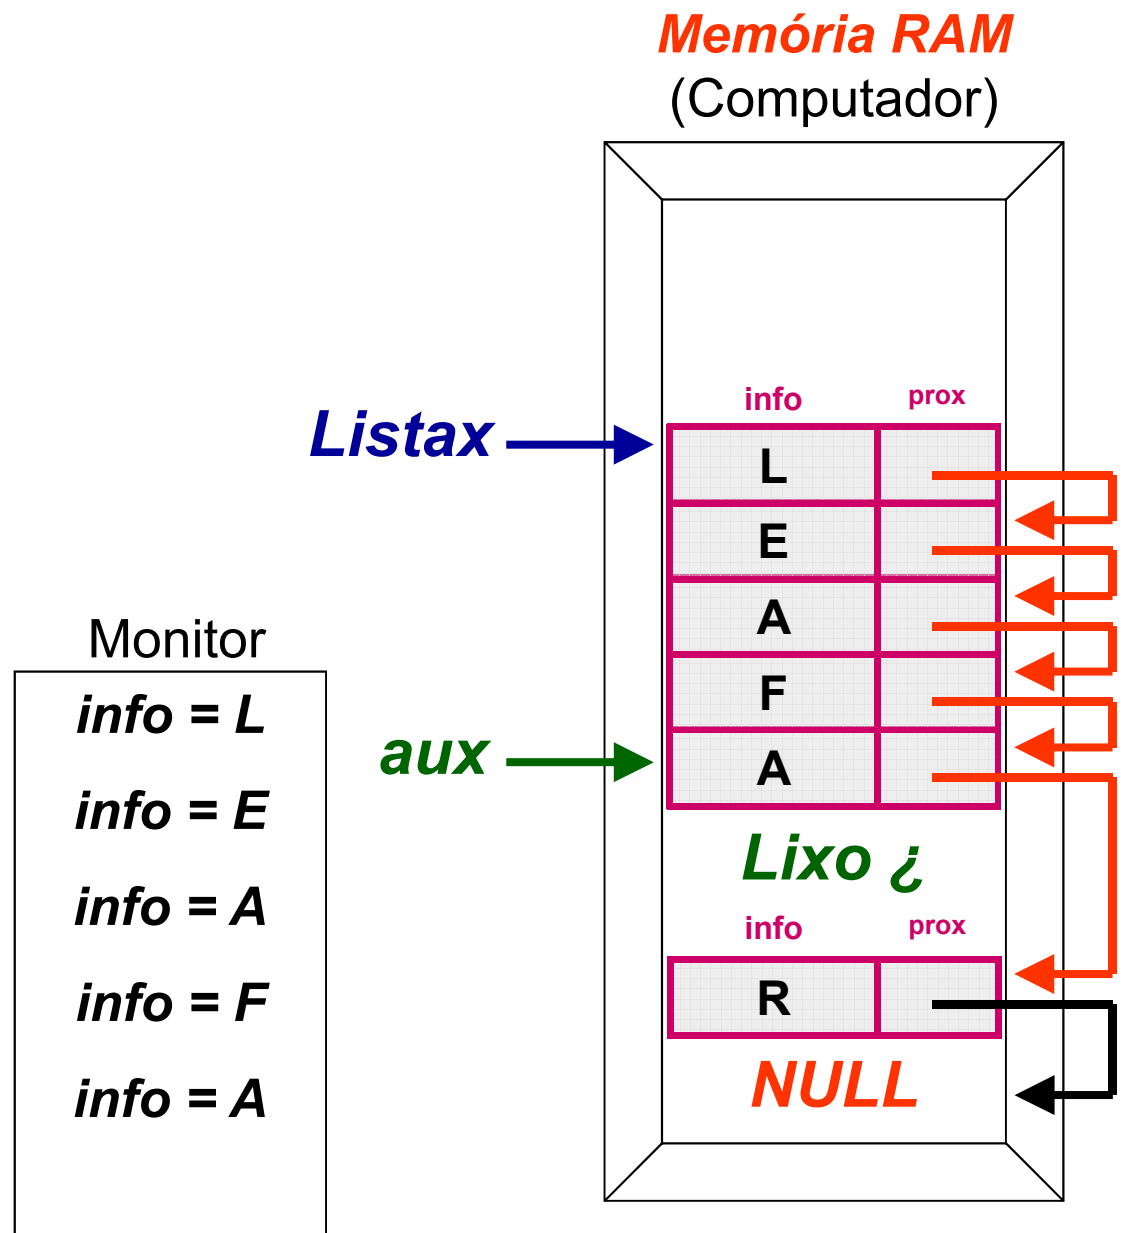 Memória RAM
(Computador)
info prox
Listax
L
E
A
F
aux
A
Lixo ¿
info prox
R
NULL
Monitor
info = L
info = E
info = A
info = F
info = A